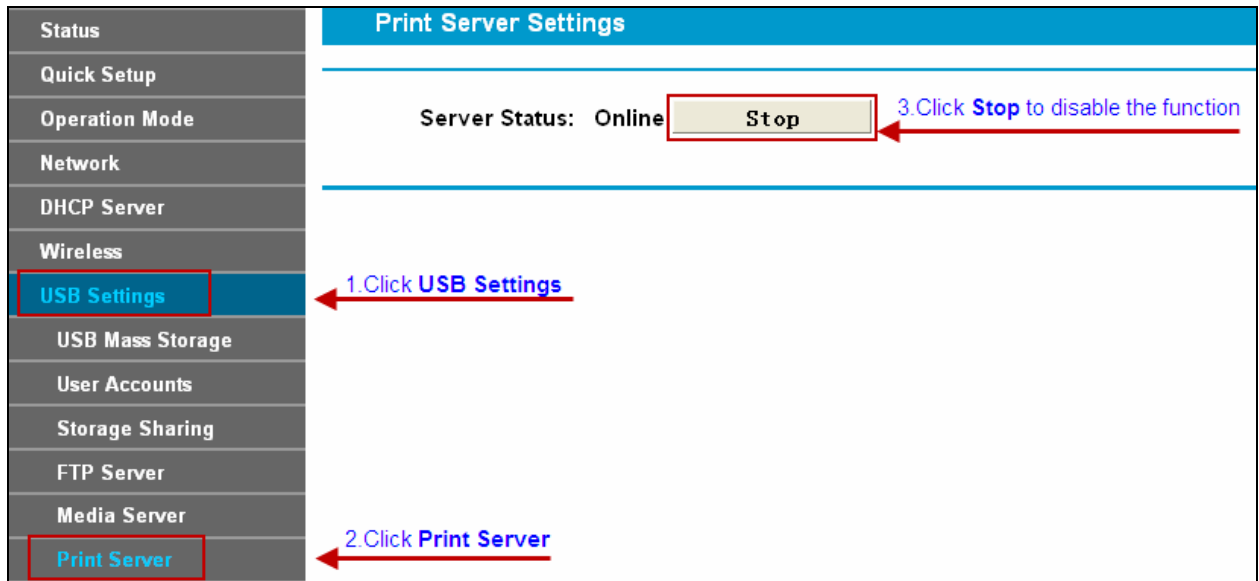 Status
Quick Setup
Operation Mode
Network
DHCP Server
Wireless
USB Settings
USB Mass Storage
User Accounts
Storage Sharing
FTP Server
Media Server
Print Server
Print Server Settings
Server Status: Online Stop
3.Click Stop to disable the function
1.Click USB Settings
2.Click Print Server